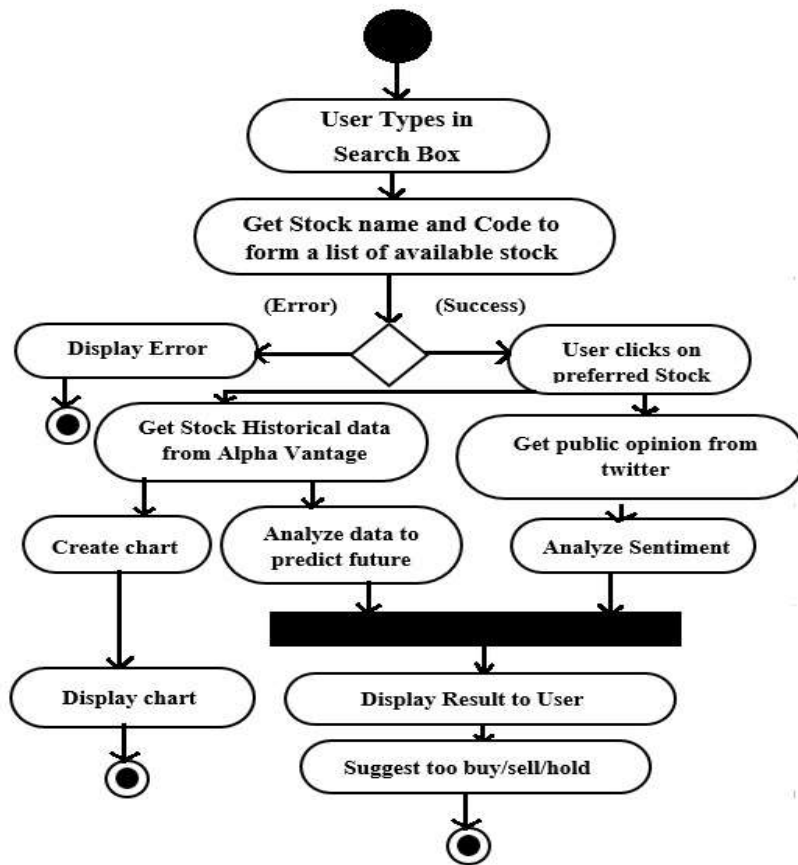 User Types in
Search Box
Get Stock name and Code to
form a list of available stock
(Error)
(Success)
Display Error
User clicks on
preferred Stock
Get Stock Historical data
from Alpha Vantage
Get public opinion from
twitter
Create chart
Analyze data to
predict future
Analyze Sentiment
Display chart
Display Result to User
Suggest too buy/sell/hold